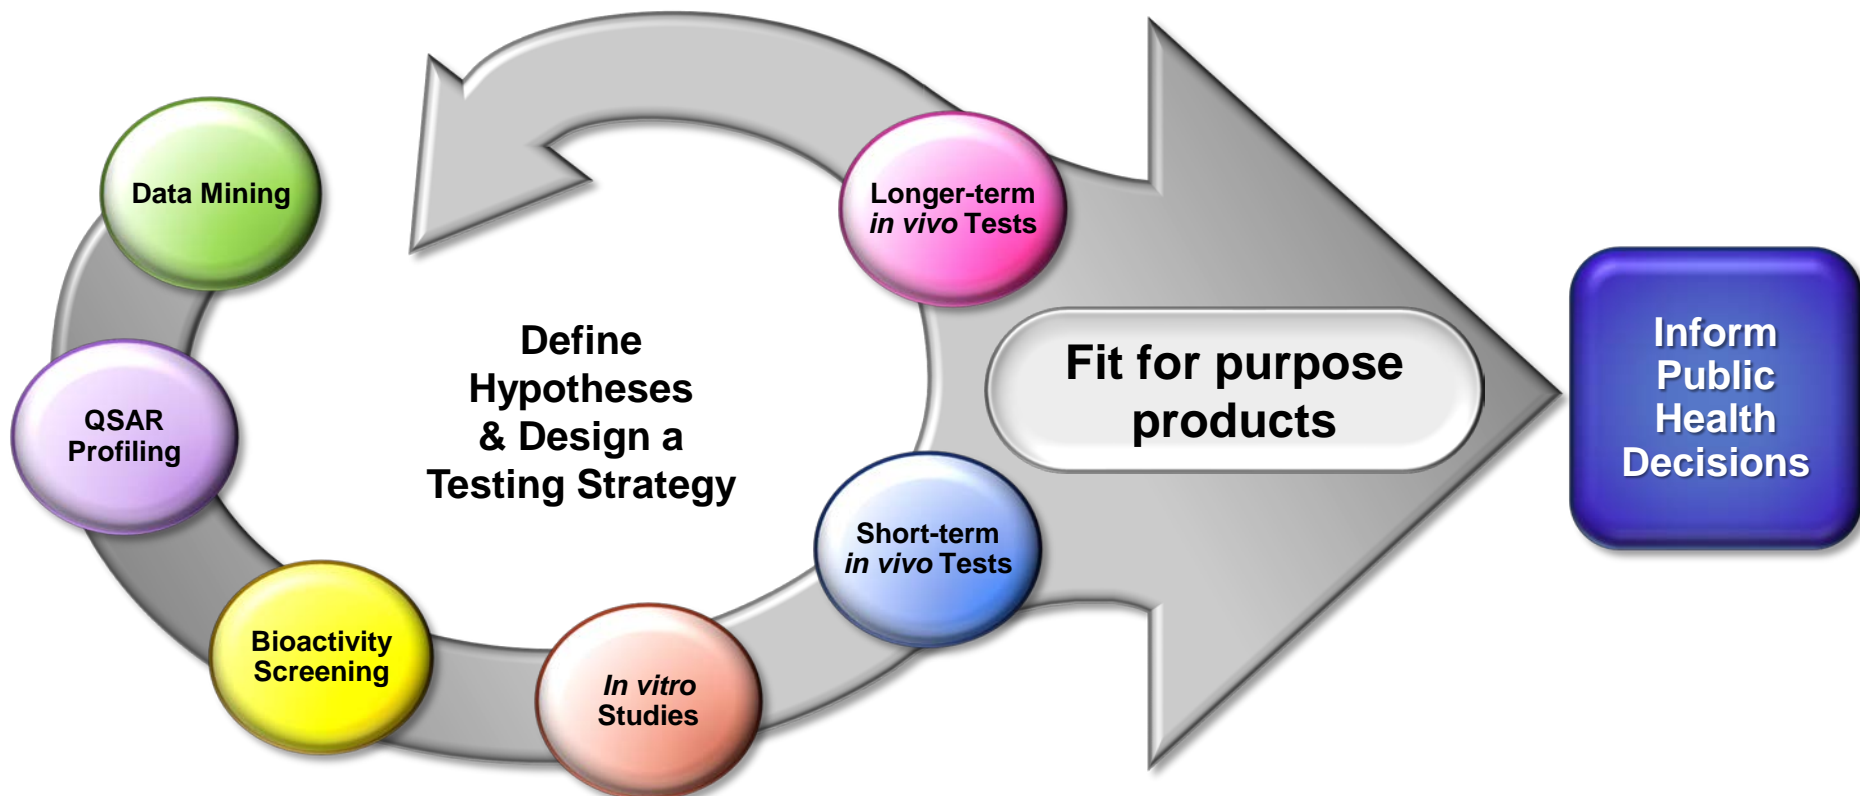 Data Mining
QSAR
Profiling
Bioactivity
Screening
In vitro
Studies
Short-term
in vivo Tests
Longer-term
in vivo Tests
Define
Hypotheses
& Design a
Testing Strategy
Fit for purpose
products
Inform
Public
Health
Decisions